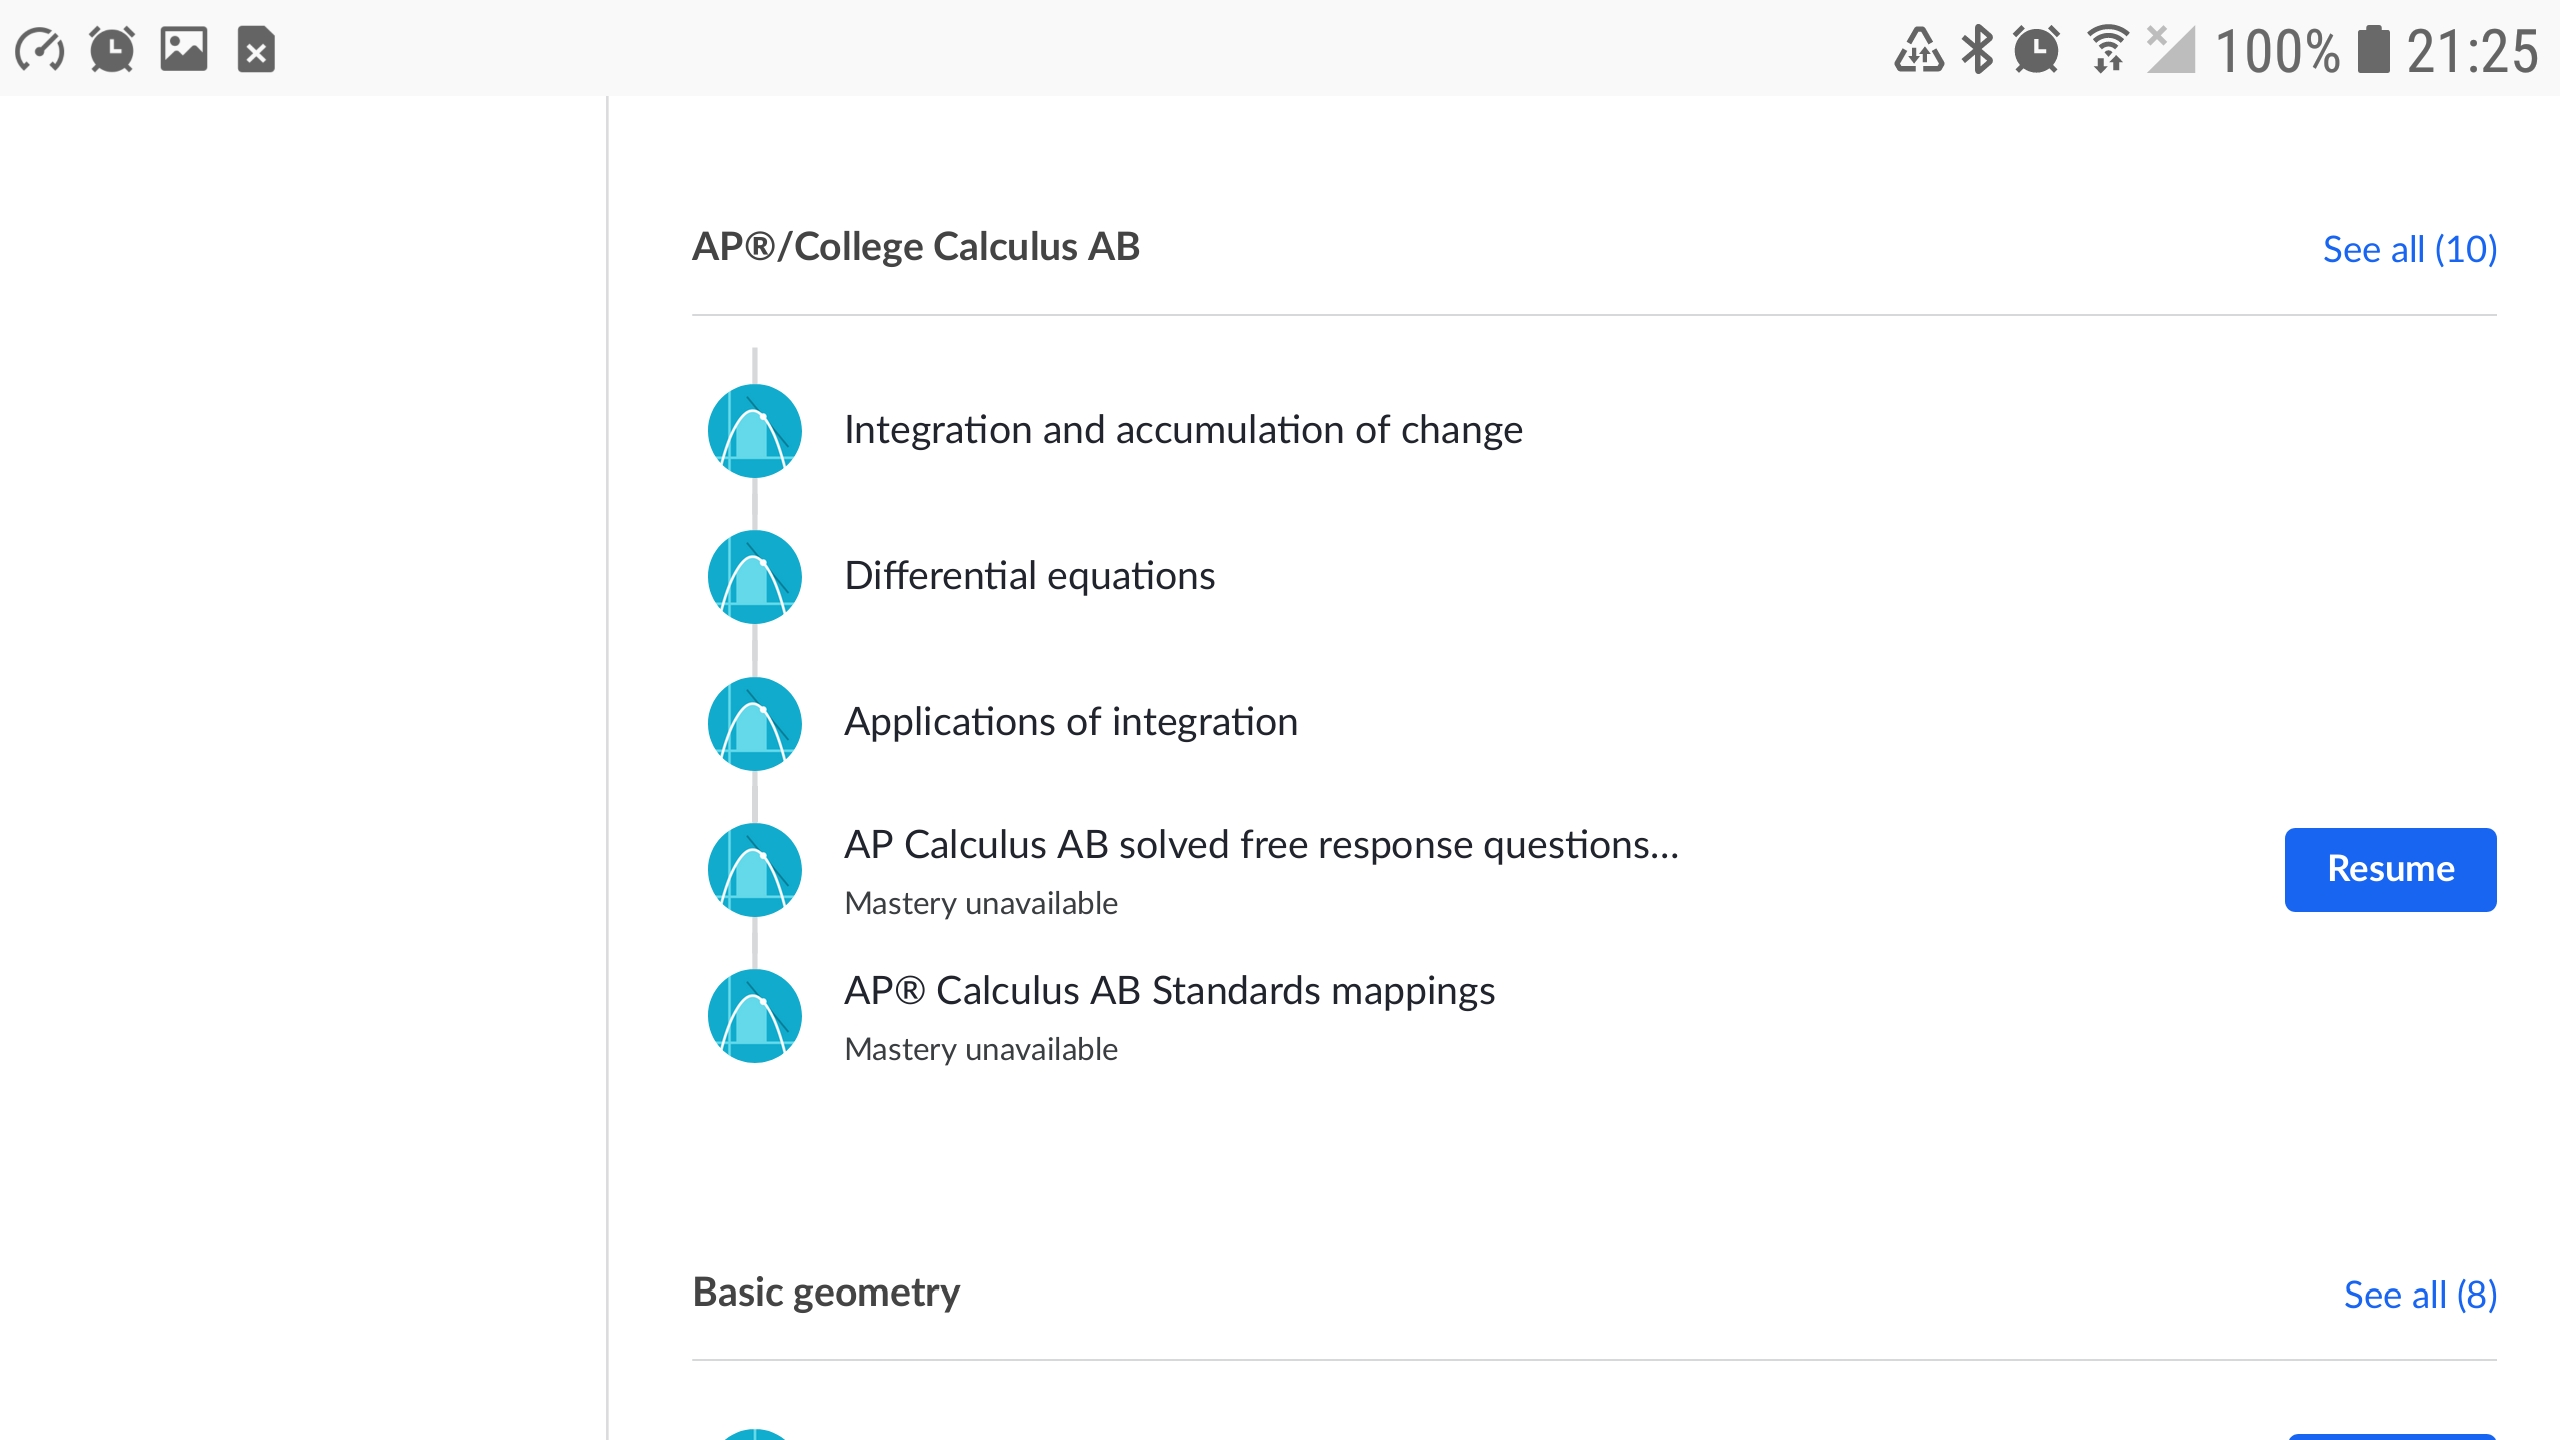 100% 21:25
AP®/College Calculus AB
See all (10)
Integration and accumulation of change
Differential equations
Applications of integration
AP Calculus AB solved free response questions...
Mastery unavailable
Resume
AP® Calculus AB Standards mappings
Mastery unavailable
Basic geometry
See all (8)